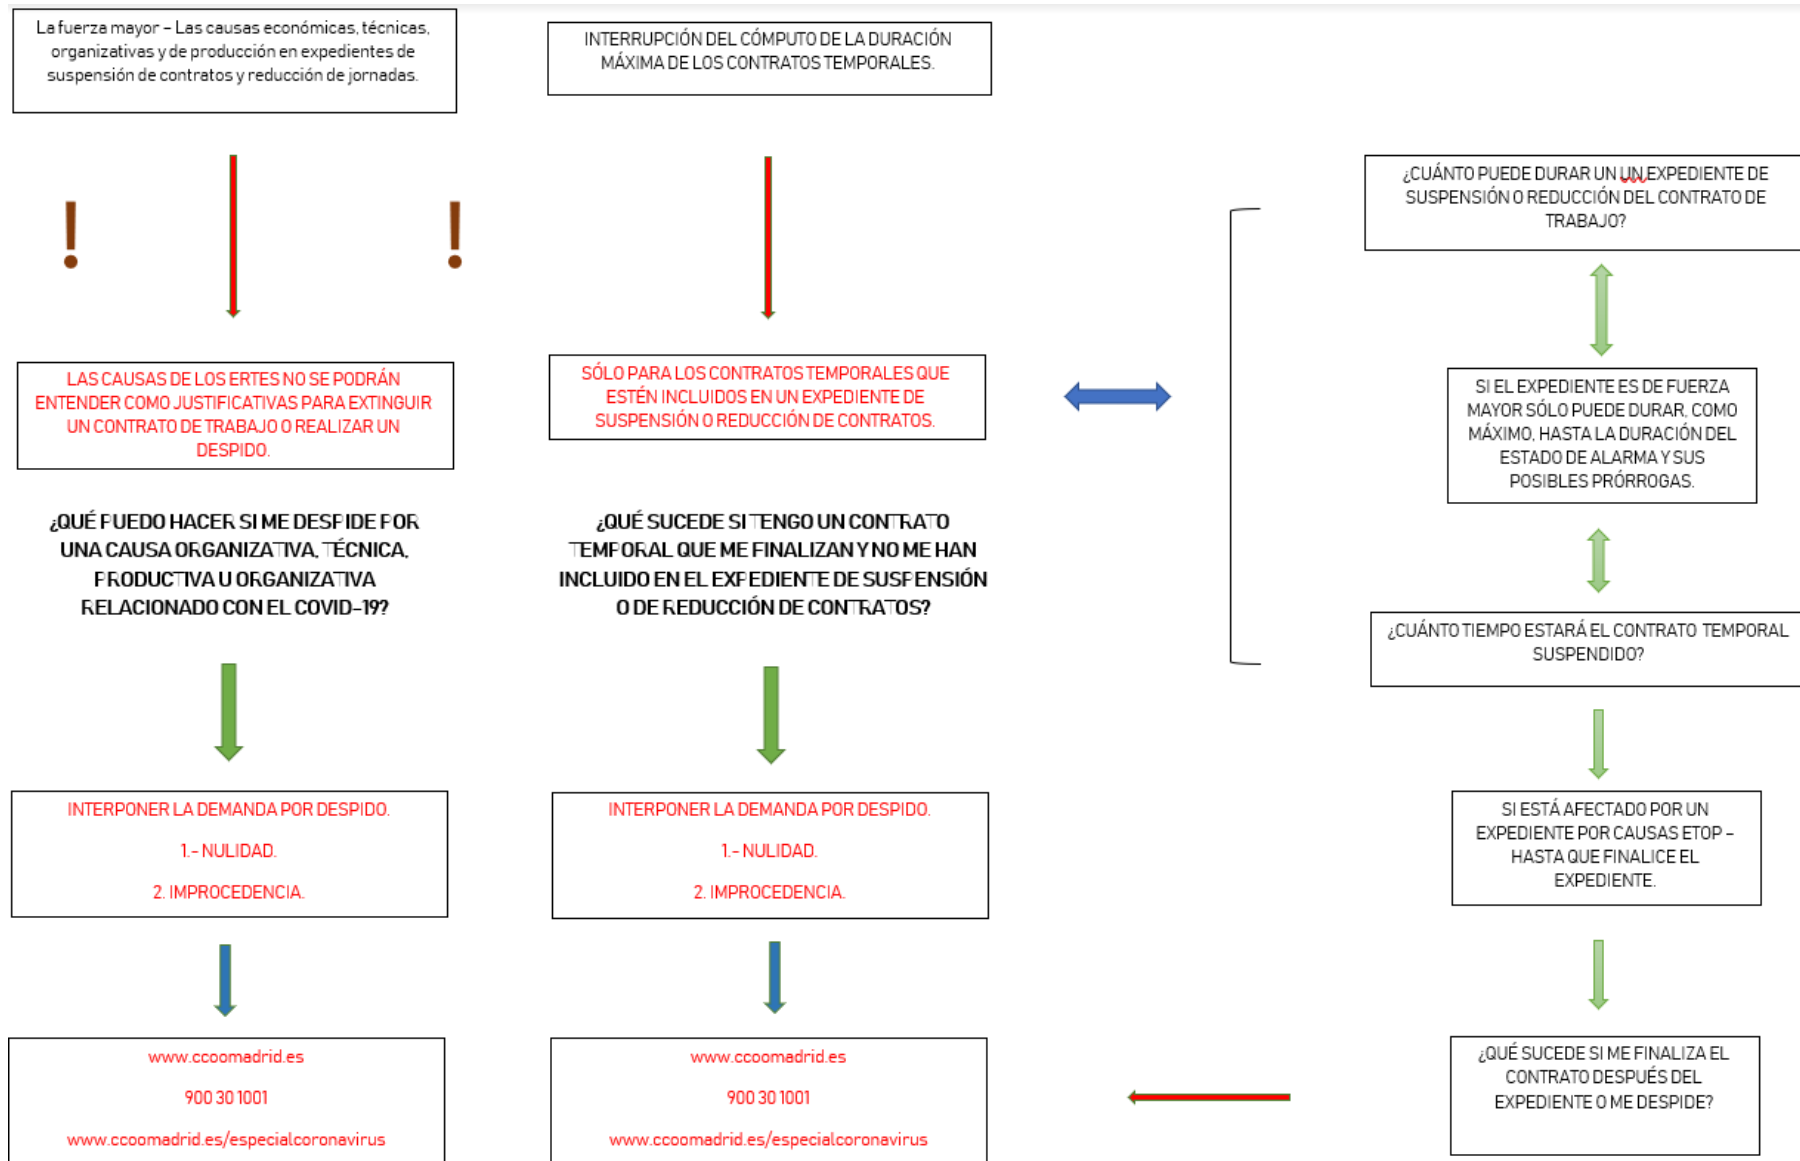 La fuerza mayor – Las causas económicas, técnicas,
organizativas y de producción en expedientes de
suspensión de contratos y reducción de jornadas.
LAS CAUSAS DE LOS ERTES NO SE PODRÁN
ENTENDER COMO JUSTIFICATIVAS PARA EXTINGUIR
UN CONTRATO DE TRABAJO O REALIZAR UN
DESPIDO.
¿QUÉ PUEDO HACER SI ME DESPIDE POR
UNA CAUSA ORGANIZATIVA, TÉCNICA,
PRODUCTIVA U ORGANIZATIVA
RELACIONADO CON EL COVID-19?
INTERPONER LA DEMANDA POR DESPIDO.
1.- NULIDAD.
2. IMPROCEDENCIA.
www.ccoomadrid.es
900 30 1001
www.ccoomadrid.es/especialcoronavirus
INTERRUPCIÓN DEL CÓMPUTO DE LA DURACIÓN
MÁXIMA DE LOS CONTRATOS TEMPORALES.
SÓLO PARA LOS CONTRATOS TEMPORALES QUE
ESTÉN INCLUIDOS EN UN EXPEDIENTE DE
SUSPENSIÓN O REDUCCIÓN DE CONTRATOS.
¿QUÉ SUCEDE SI TENGO UN CONTRATO
TEMPORAL QUE ME FINALIZAN Y NO ME HAN
INCLUIDO EN EL EXPEDIENTE DE SUSPENSIÓN
O DE REDUCCIÓN DE CONTRATOS?
INTERPONER LA DEMANDA POR DESPIDO.
1.- NULIDAD.
2. IMPROCEDENCIA.
www.ccoomadrid.es
900 30 1001
www.ccoomadrid.es/especialcoronavirus
¿CUÁNTO PUEDE DURAR UN UN EXPEDIENTE DE
SUSPENSIÓN O REDUCCIÓN DEL CONTRATO DE
TRABAJO?
SI EL EXPEDIENTE ES DE FUERZA
MAYOR SÓLO PUEDE DURAR, COMO
MÁXIMO, HASTA LA DURACIÓN DEL
ESTADO DE ALARMA Y SUS
POSIBLES PRÓRROGAS.
¿CUÁNTO TIEMPO ESTARÁ EL CONTRATO TEMPORAL
SUSPENDIDO?
SI ESTÁ AFECTADO POR UN
EXPEDIENTE POR CAUSAS ETOP –
HASTA QUE FINALICE EL
EXPEDIENTE.
¿QUÉ SUCEDE SI ME FINALIZA EL
CONTRATO DESPUÉS DEL
EXPEDIENTE O ME DESPIDE?